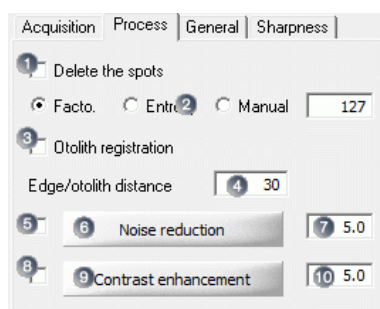 Acquisition Process General Sharpness
1 Delete the spots
Facto. 2 Manual 127
3 Otolith registration
Edge/otolith distance 4 30
5 6 Noise reduction 7 5.0
8 9 Contrast enhancement 10 5.0